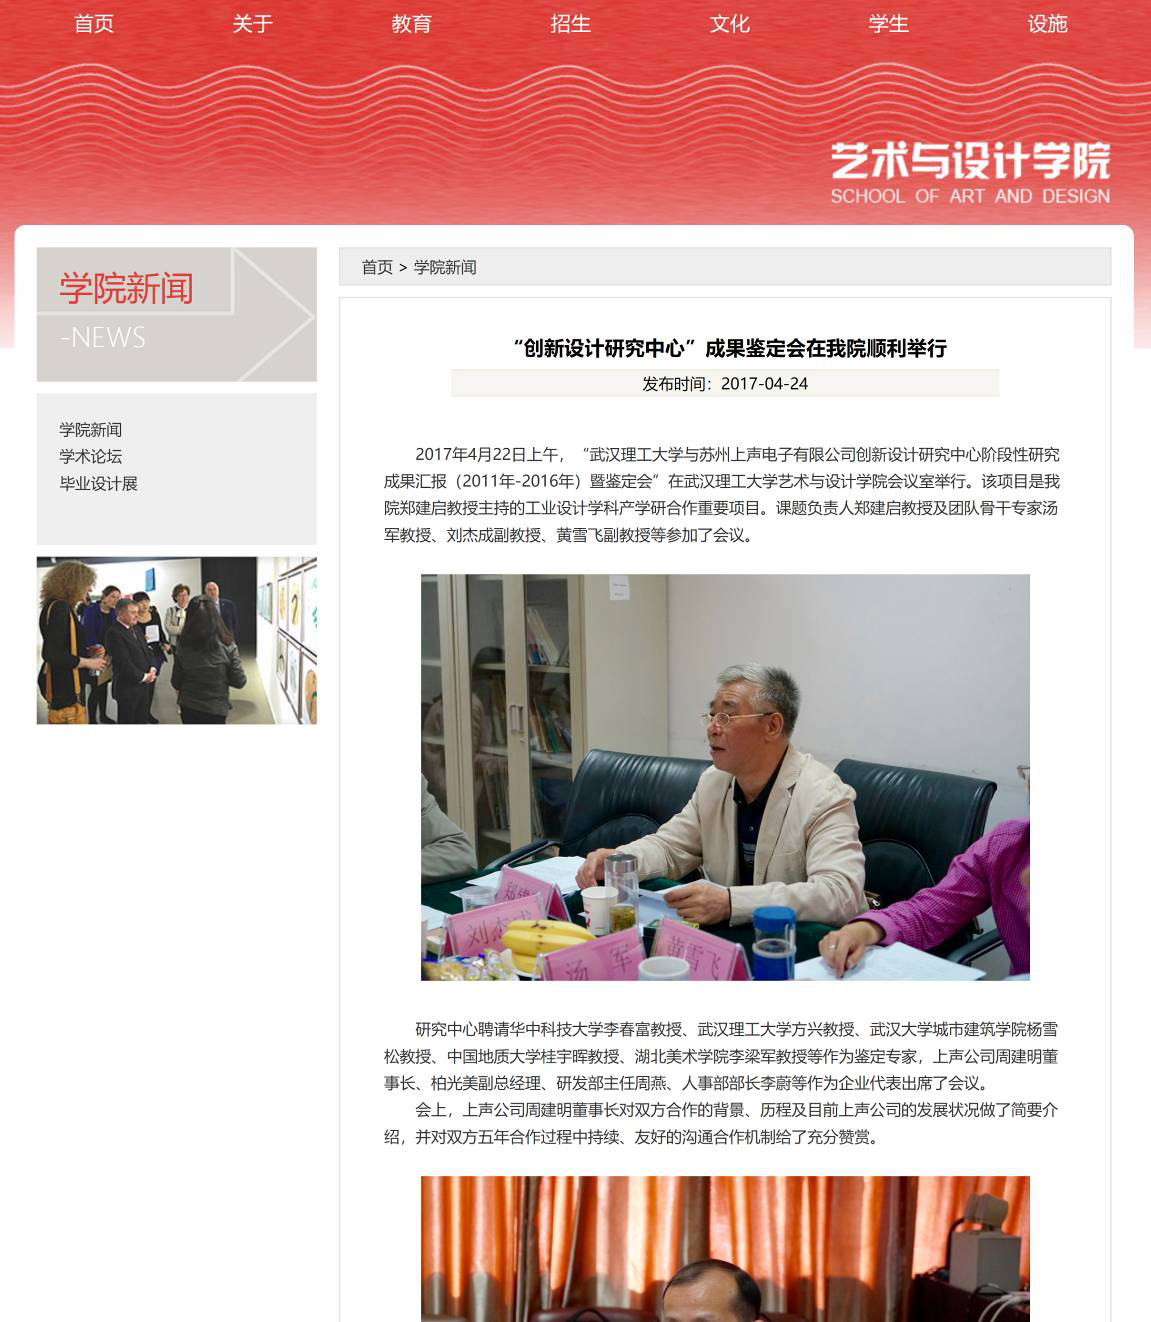 首页 关于 教育 招生 文化 学生 设施
艺术与设计学院
SCHOOL OF ART AND DESIGN
学院新闻
-NEWS
学院新闻
学术论坛
毕业设计展
首页 > 学院新闻
“创新设计研究中心”成果鉴定会在我院顺利举行
发布时间：2017-04-24
2017年4月22日上午，“武汉理工大学与苏州上声电子有限公司创新设计研究中心阶段性研究
成果汇报（2011年-2016年）暨鉴定会”在武汉理工大学艺术与设计学院会议室举行。该项目是我
院郑建启教授主持的工业设计学科产学研合作重要项目。课题负责人郑建启教授及团队骨干专家汤
军教授、刘杰成副教授、黄雪飞副教授等参加了会议。
刘杰成
汤军
黄雪飞
研究中心聘请华中科技大学李春富教授、武汉理工大学方兴教授、武汉大学城市建筑学院杨雪
松教授、中国地质大学桂宇晖教授、湖北美术学院李梁军教授等作为鉴定专家，上声公司周建明董
事长、柏光美副总经理、研发部主任周燕、人事部部长李蔚等作为企业代表出席了会议。
会上，上声公司周建明董事长对双方合作的背景、历程及目前上声公司的发展状况做了简要介
绍，并对双方五年合作过程中持续、友好的沟通合作机制给了充分赞赏。